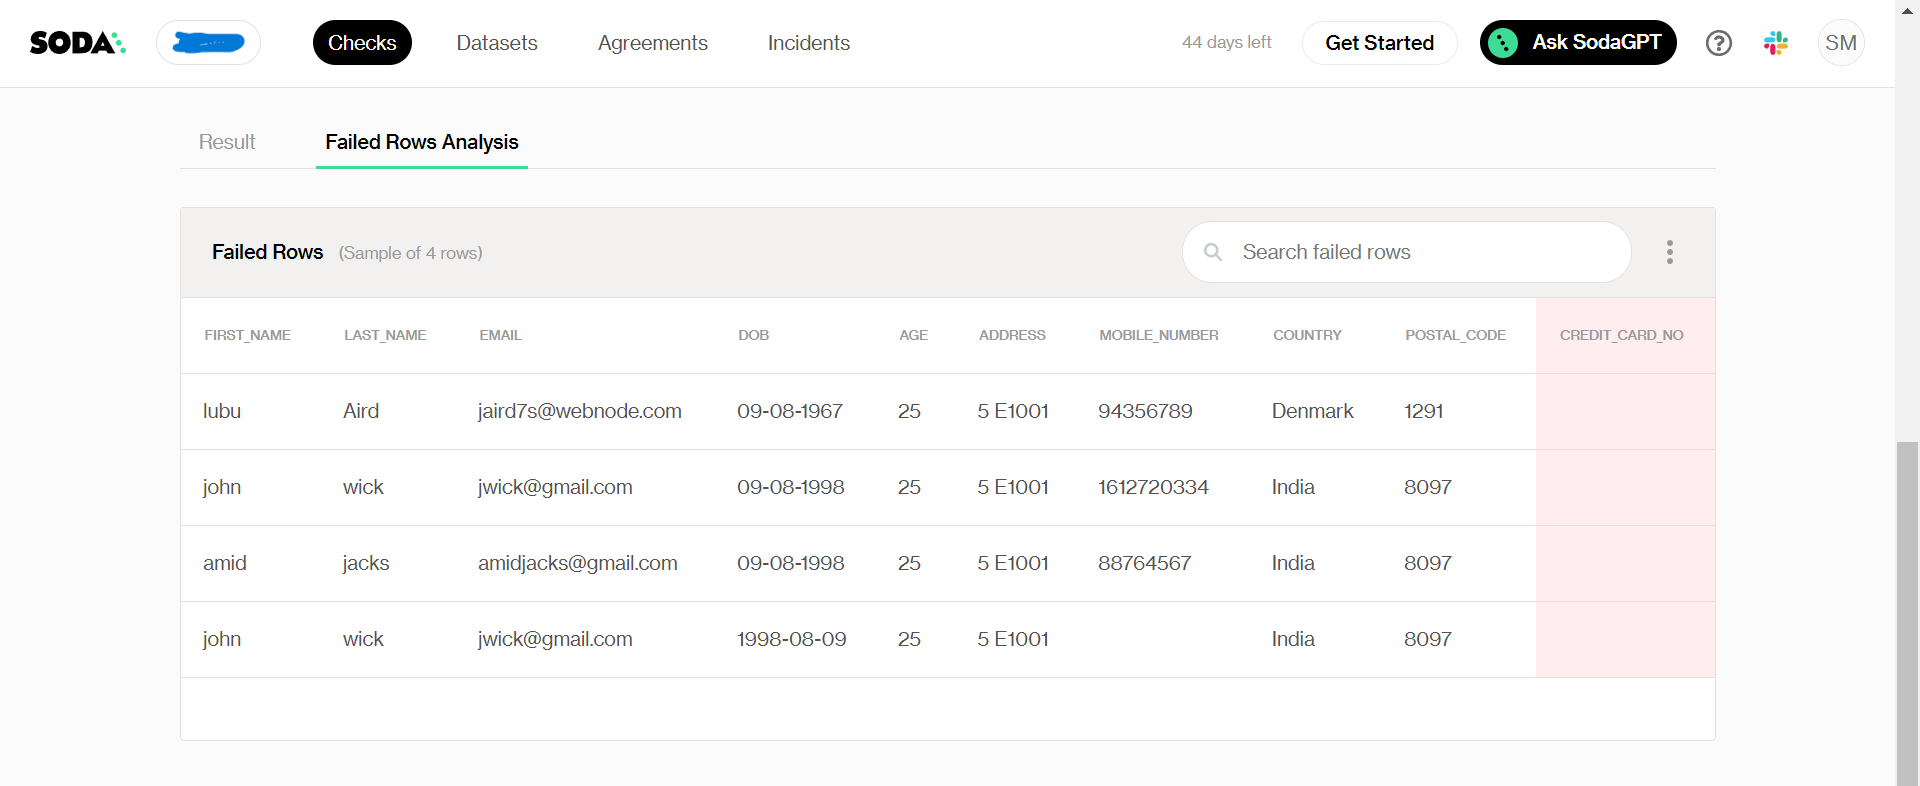 SODA Checks Datasets Agreements Incidents 44 days left Get Started Ask SodaGPT ? SM
Result Failed Rows Analysis
Failed Rows (Sample of 4 rows) Search failed rows
FIRST_NAME LAST_NAME EMAIL DOB AGE ADDRESS MOBILE_NUMBER COUNTRY POSTAL_CODE CREDIT_CARD_NO
lubu Aird jaird7s@webnode.com 09-08-1967 25 5 E1001 94356789 Denmark 1291
john wick jwick@gmail.com 09-08-1998 25 5 E1001 1612720334 India 8097
amid jacks amidjacks@gmail.com 09-08-1998 25 5 E1001 88764567 India 8097
john wick jwick@gmail.com 1998-08-09 25 5 E1001 India 8097